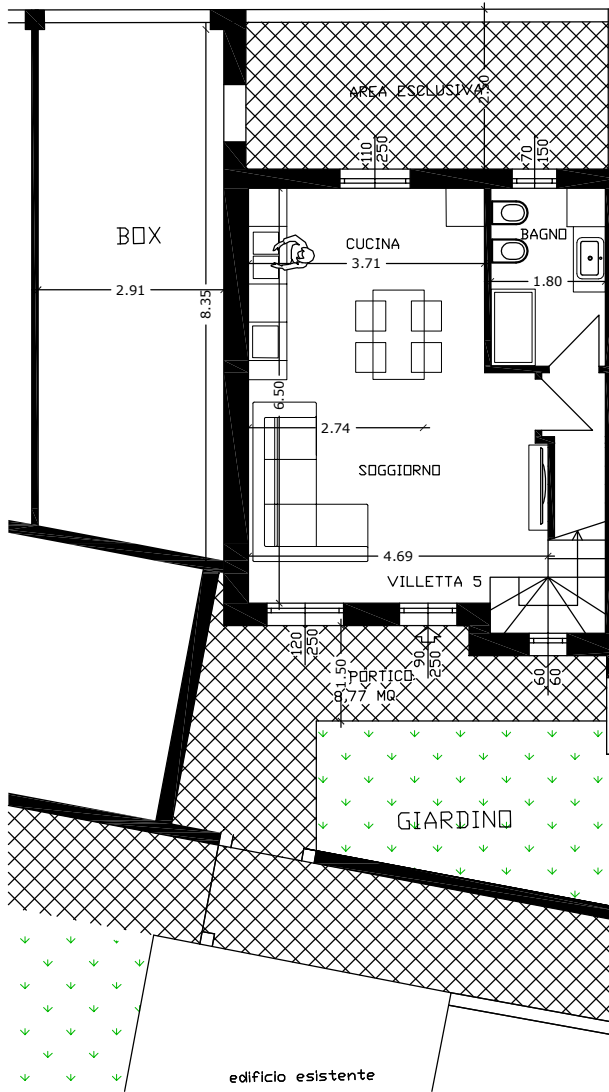 AREA ESCLUSIVA
110
250
70
150
BOX
CUCINA
BAGNO
3.71
1.80
2.91
8.35
6.50
2.74
SOGGIORNO
4.69
VILLETTA 5
120
250
90
250
1.50
PORTICO
8,77 MQ
60
60
GIARDINO
edificio esistente